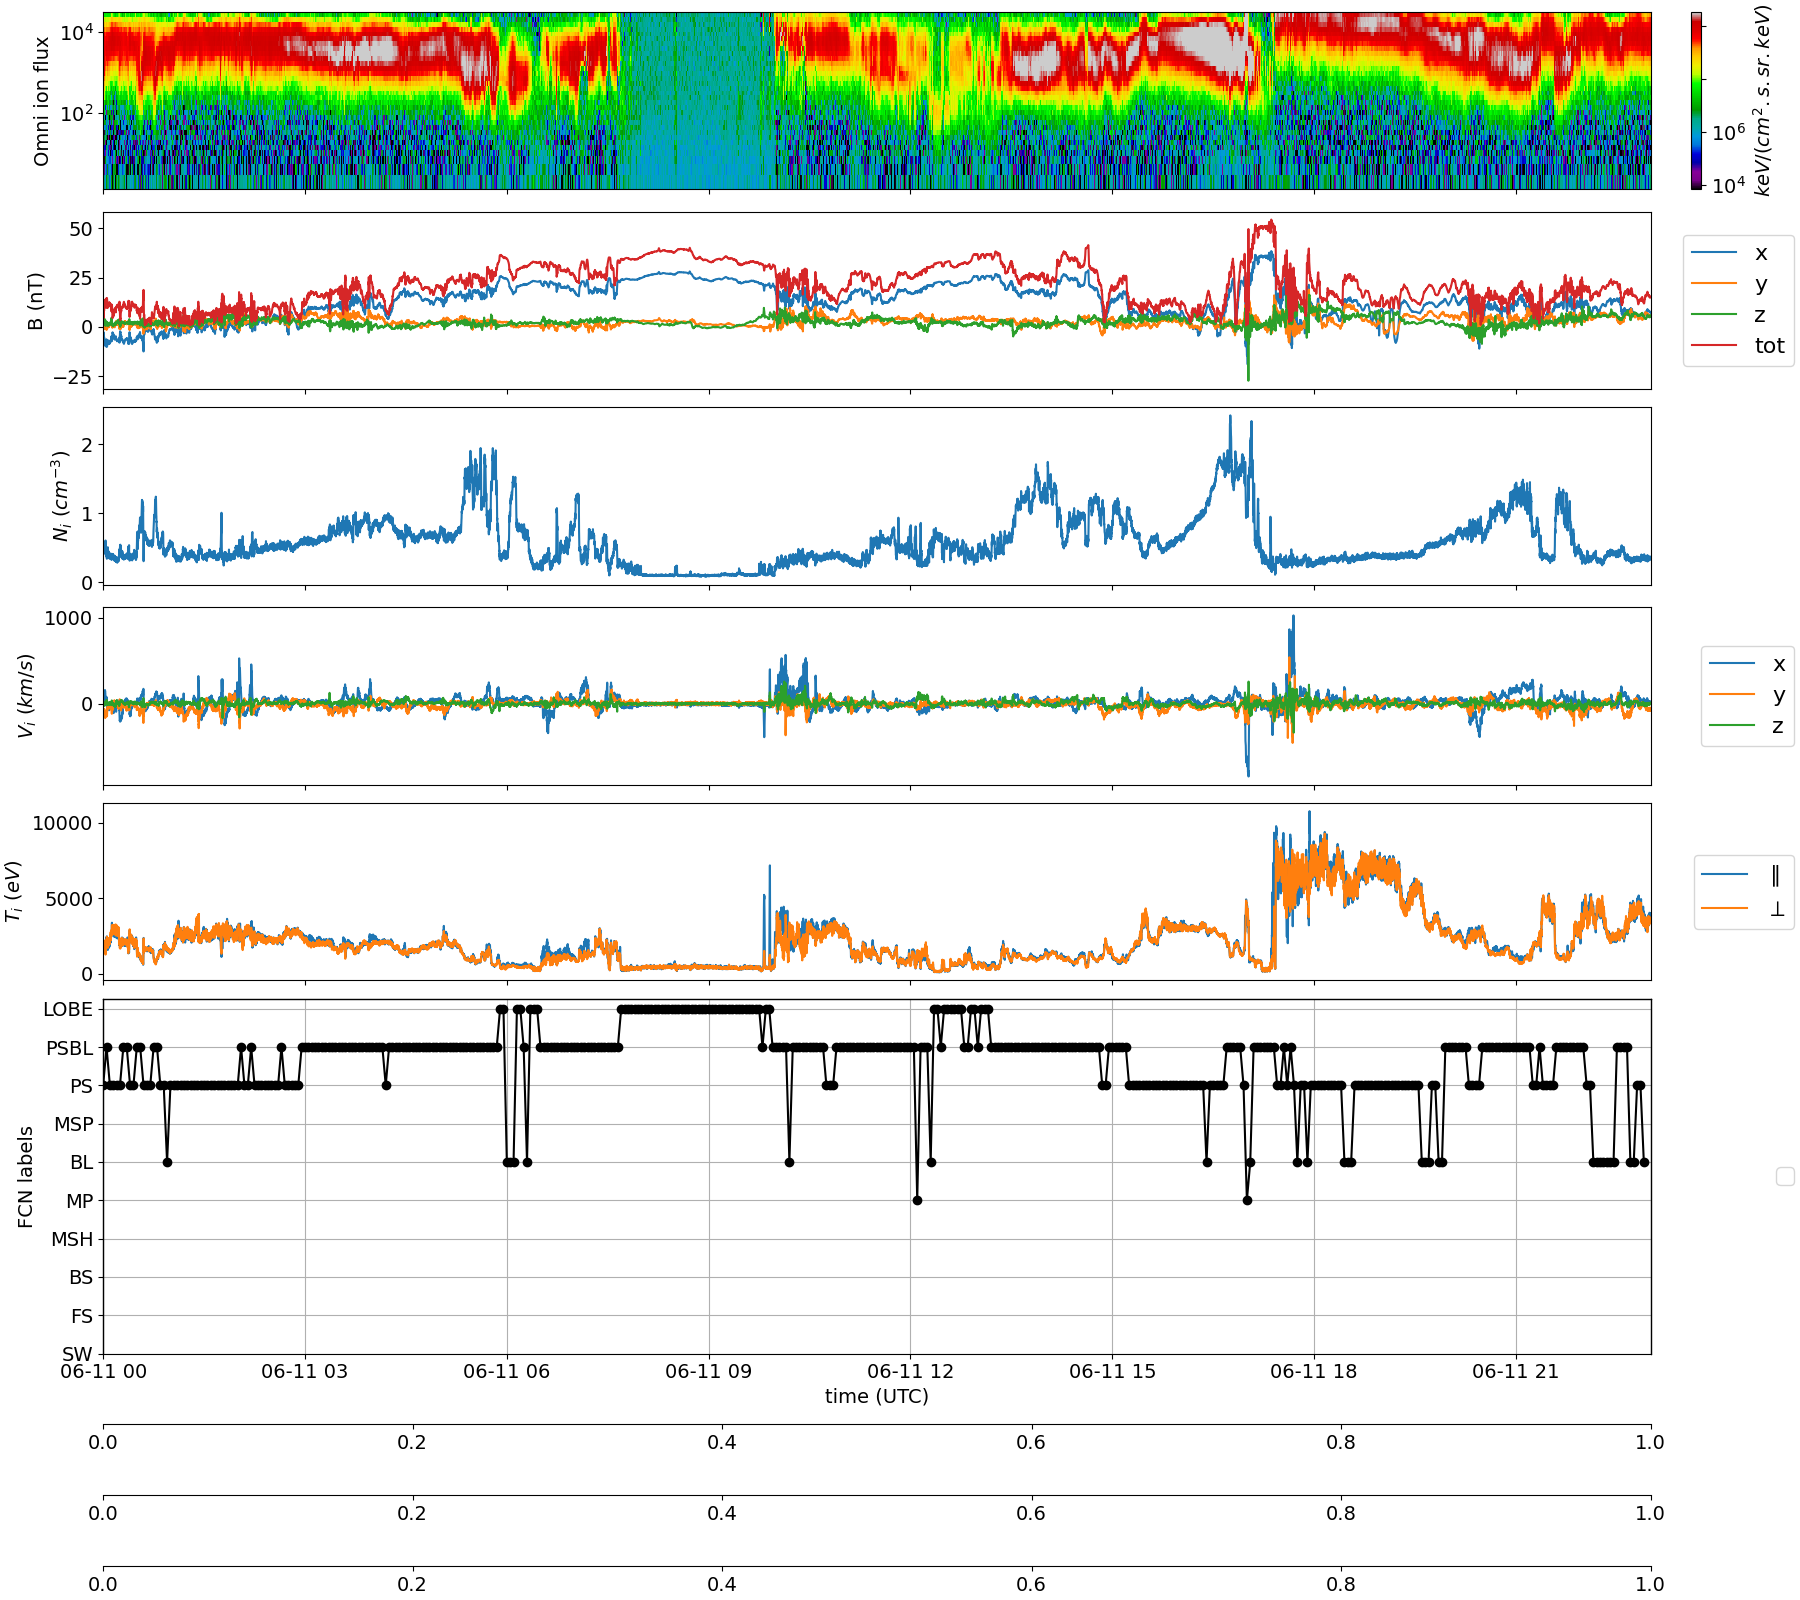 Omni ion flux
10⁴
10²
10⁶
10⁴
keV/(cm².s.sr.keV)
B (nT)
50
25
0
−25
x
y
z
tot
Nᵢ (cm⁻³)
2
1
0
Vᵢ (km/s)
1000
0
x
y
z
Tᵢ (eV)
10000
5000
0
∥
⊥
FCN labels
LOBE
PSBL
PS
MSP
BL
MP
MSH
BS
FS
SW
06-11 00 06-11 03 06-11 06 06-11 09 06-11 12 06-11 15 06-11 18 06-11 21
time (UTC)
0.0 0.2 0.4 0.6 0.8 1.0
0.0 0.2 0.4 0.6 0.8 1.0
0.0 0.2 0.4 0.6 0.8 1.0